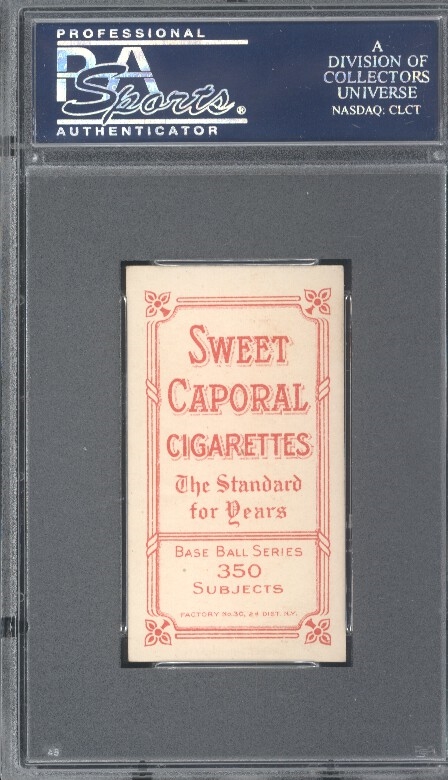 PROFESSIONAL
PSA
Sports®
AUTHENTICATOR
A
DIVISION OF
COLLECTORS
UNIVERSE
NASDAQ: CLCT
SWEET
CAPORAL
CIGARETTES
The Standard
for Years
BASE BALL SERIES
350
SUBJECTS
FACTORY No. 30, 2d DIST. N.Y.